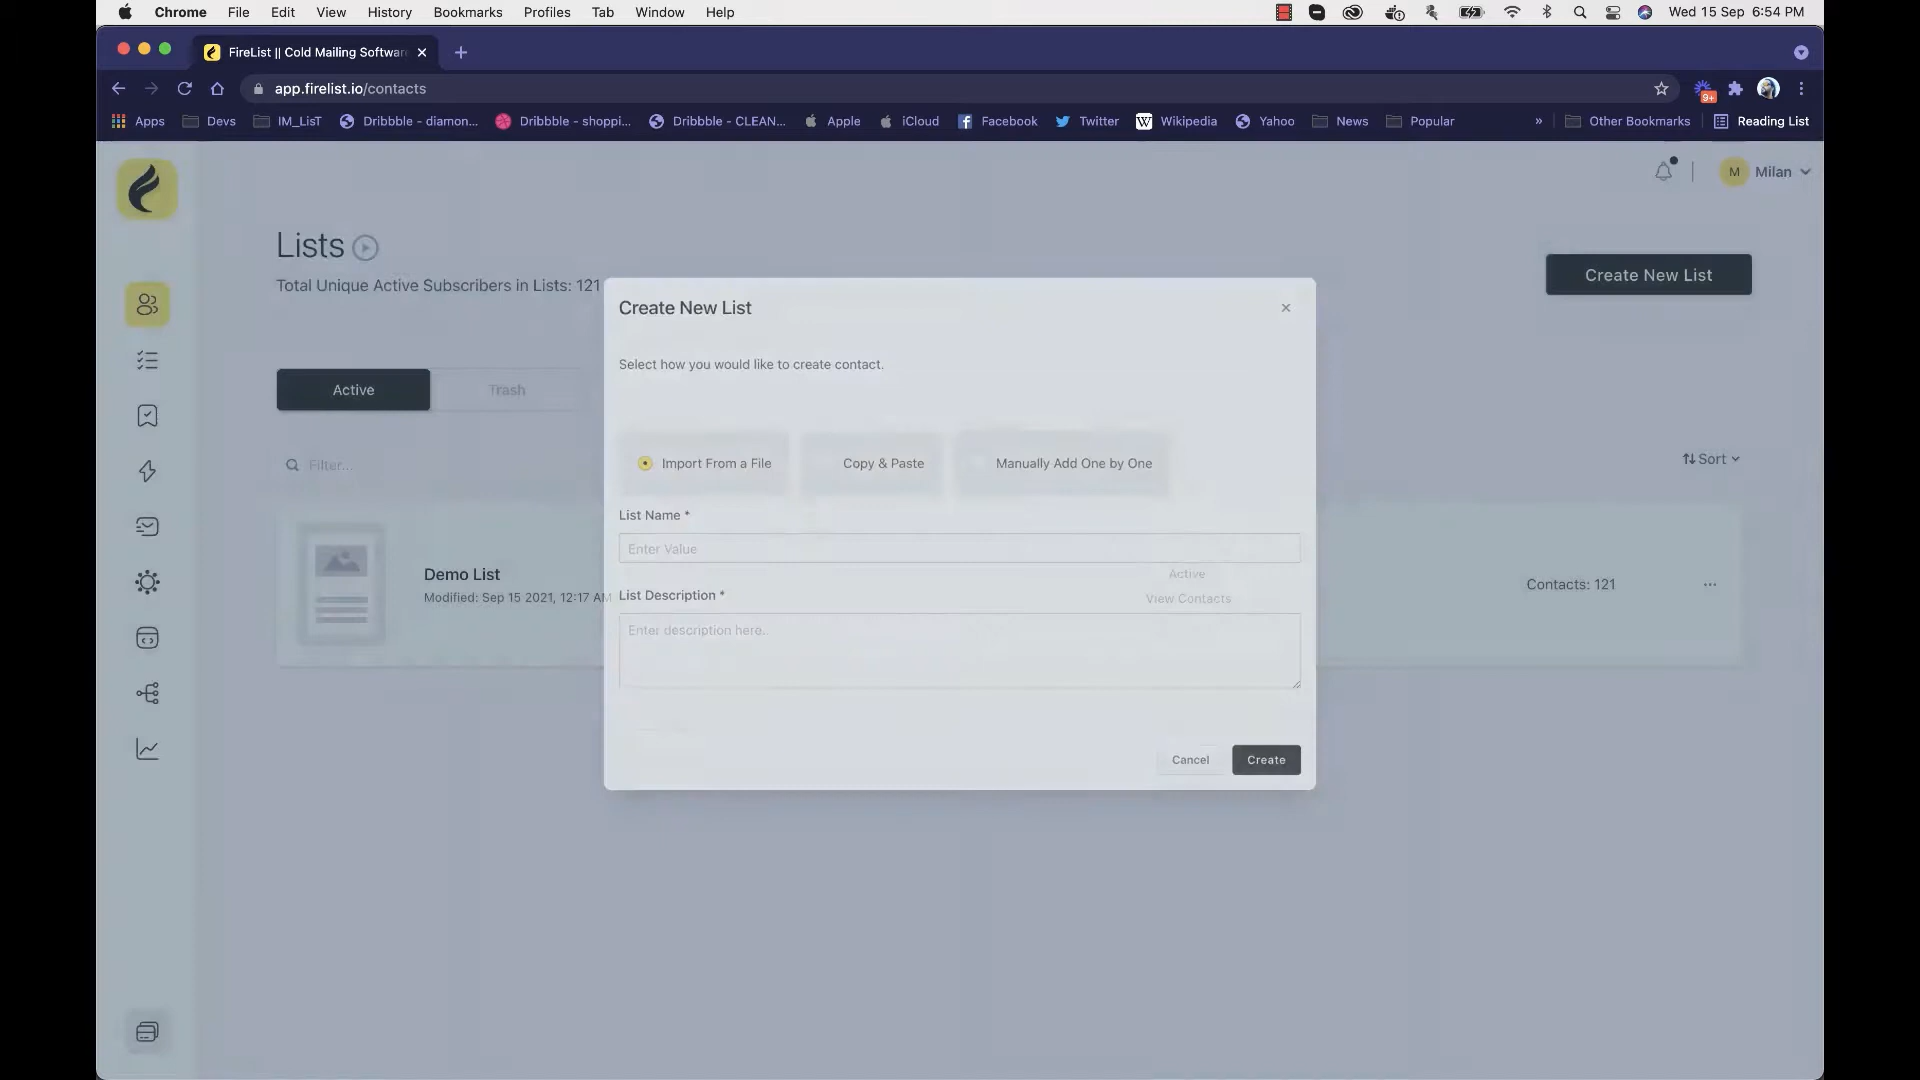 Chrome File Edit View History Bookmarks Profiles Tab Window Help Wed 15 Sep 6:54 PM
FireList || Cold Mailing Softwar
app.firelist.io/contacts
9+
Apps Devs IM_LisT Dribbble - diamon... Dribbble - shoppi... Dribbble - CLEAN... Apple iCloud Facebook Twitter Wikipedia Yahoo News Popular » Other Bookmarks Reading List
M Milan
Lists
Create New List
Total Unique Active Subscribers in Lists: 121
Create New List
Select how you would like to create contact.
Active Trash
Filter...
Sort
Import From a File Copy & Paste Manually Add One by One
List Name *
Enter Value
Demo List
Active
Contacts: 121
Modified: Sep 15 2021, 12:17 AM
List Description *
View Contacts
Enter description here..
Cancel Create